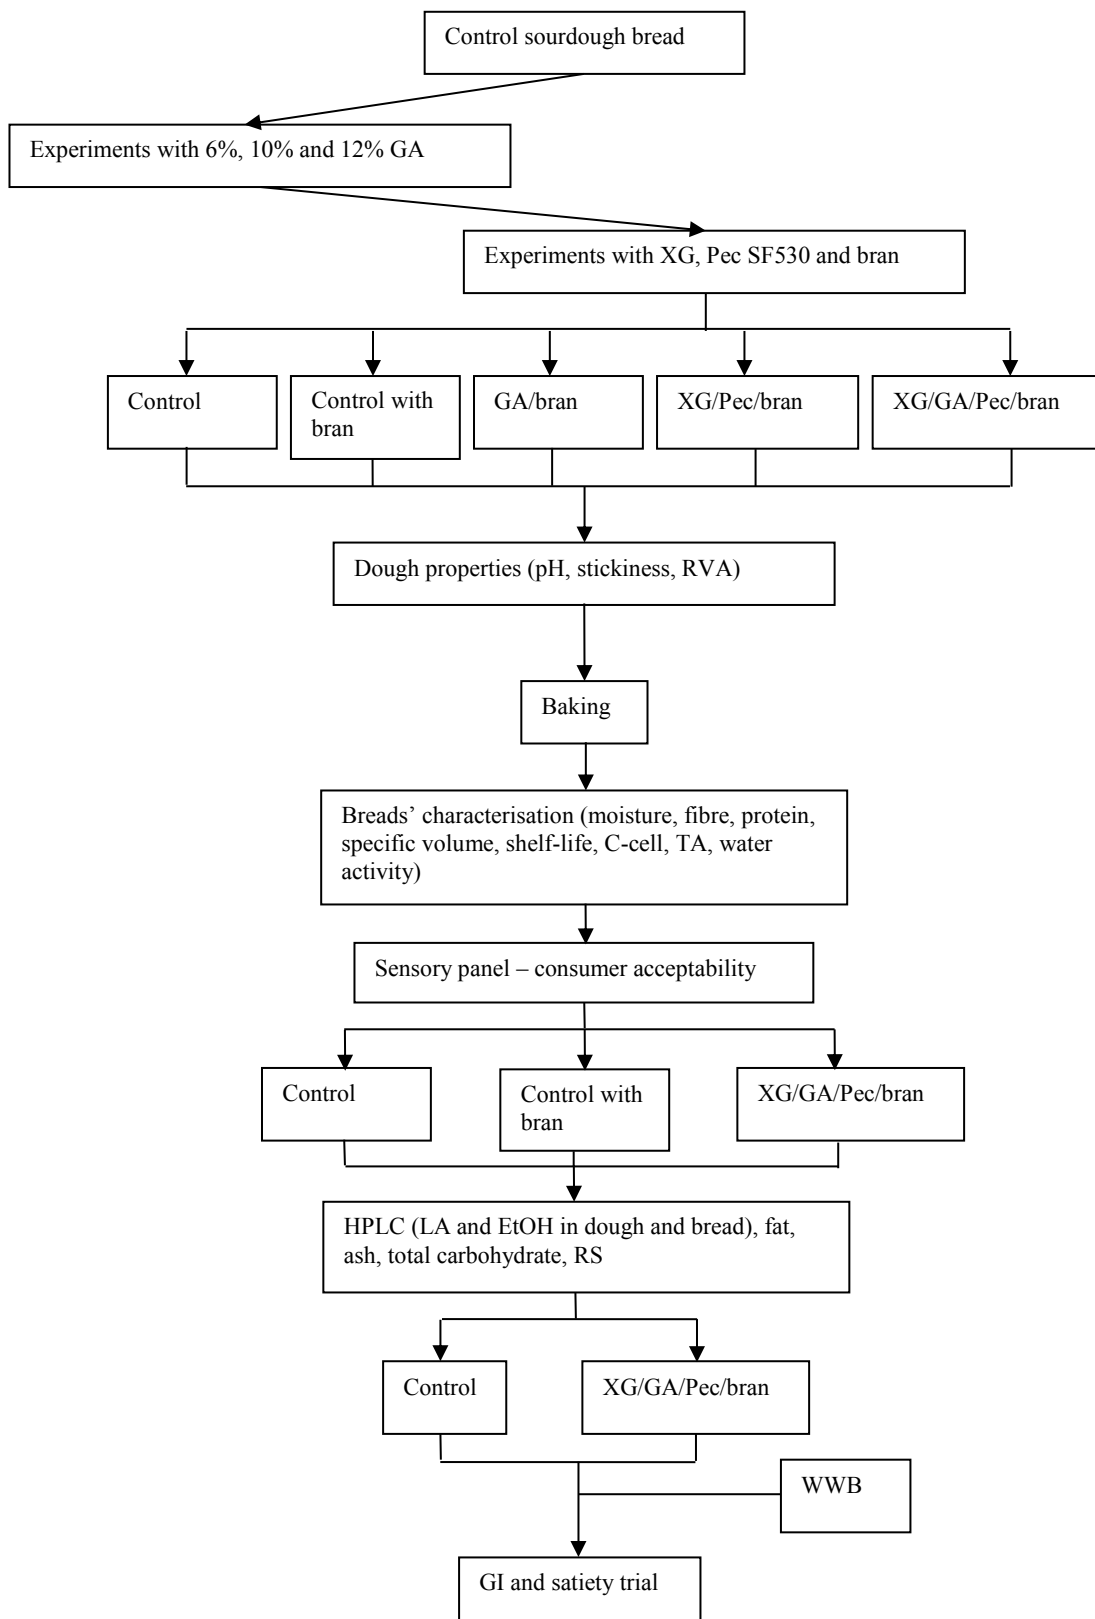 Control sourdough bread
Experiments with 6%, 10% and 12% GA
Experiments with XG, Pec SF530 and bran
Control
Control with
bran
GA/bran
XG/Pec/bran
XG/GA/Pec/bran
Dough properties (pH, stickiness, RVA)
Baking
Breads’ characterisation (moisture, fibre, protein,
specific volume, shelf-life, C-cell, TA, water
activity)
Sensory panel – consumer acceptability
Control
Control with
bran
XG/GA/Pec/bran
HPLC (LA and EtOH in dough and bread), fat,
ash, total carbohydrate, RS
Control
XG/GA/Pec/bran
WWB
GI and satiety trial